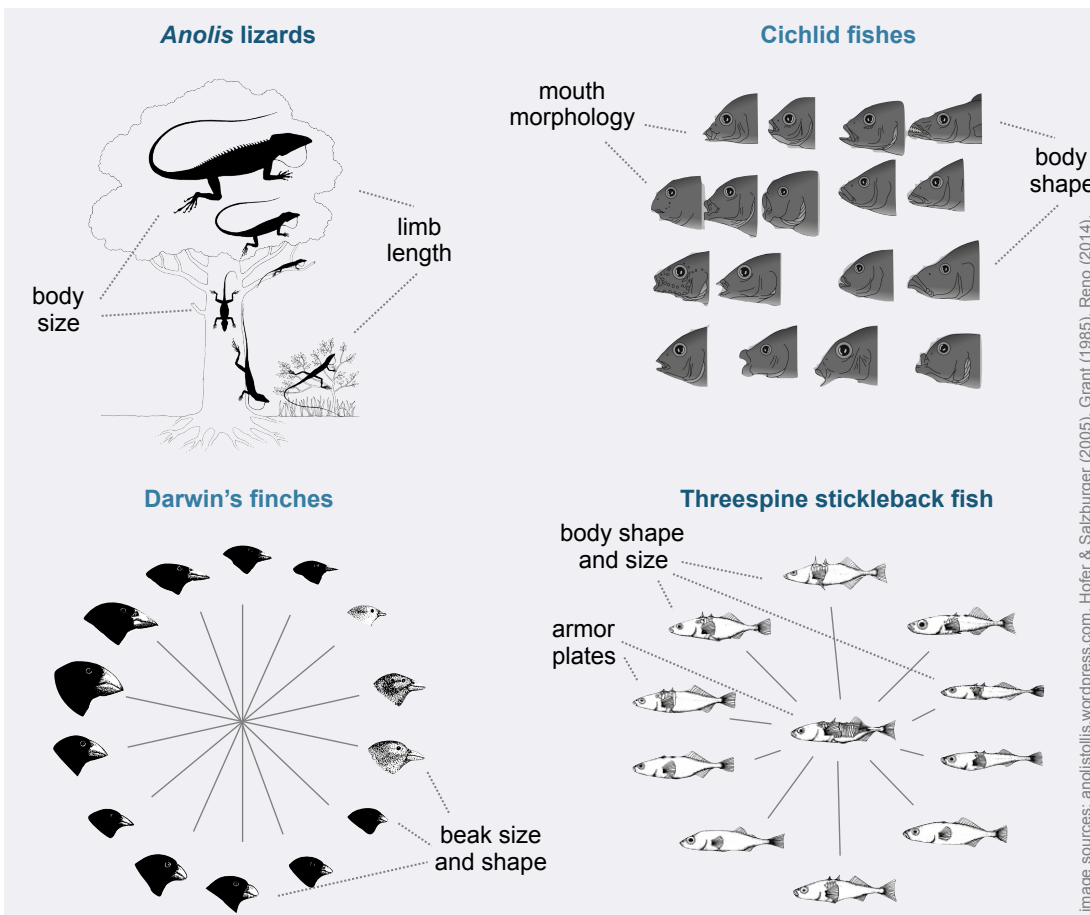 Anolis lizards
body
size
limb
length
Cichlid fishes
mouth
morphology
body
shape
Darwin's finches
beak size
and shape
Threespine stickleback fish
body shape
and size
armor
plates
image sources: anolistollis.wordpress.com, Hofer & Salzburger (2005), Grant (1985), Reno (2014)